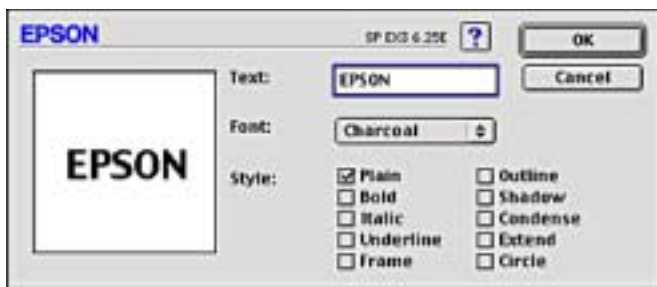 EPSON
SP EX3 6.25E
?
OK
Text:
EPSON
Cancel
Font:
Charcoal
EPSON
Style:
Plain
Outline
Bold
Shadow
Italic
Condense
Underline
Extend
Frame
Circle